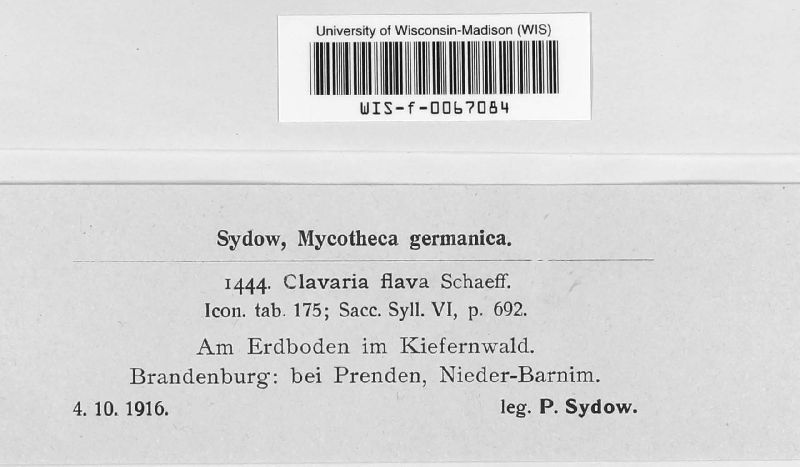 University of Wisconsin-Madison (WIS)
WIS-f-0067084
Sydow, Mycotheca germanica.
1444. Clavaria flava Schaeff.
Icon. tab. 175; Sacc. Syll. VI, p. 692.
Am Erdboden im Kiefernwald.
Brandenburg: bei Prenden, Nieder-Barnim.
4. 10. 1916. leg. P. Sydow.